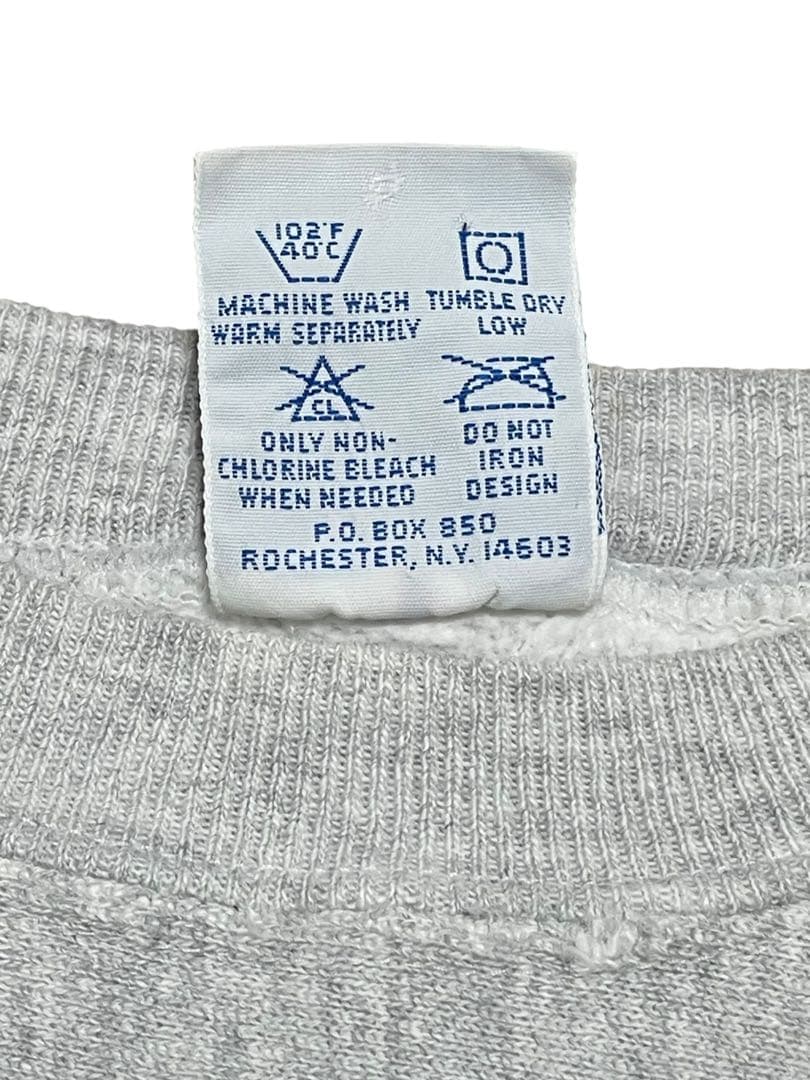 102°F
40°C
MACHINE WASH
WARM SEPARATELY
TUMBLE DRY
LOW
CL
ONLY NON-
CHLORINE BLEACH
WHEN NEEDED
DO NOT
IRON
DESIGN
P.O. BOX 850
ROCHESTER, N.Y. 14603